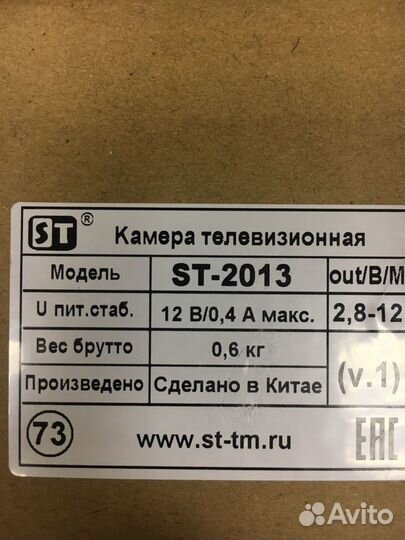 ST® Камера телевизионная
Модель ST-2013 out/B/M
U пит.стаб. 12 В/0,4 А макс. 2,8-12
Вес брутто 0,6 кг
Произведено Сделано в Китае (v.1)
73 www.st-tm.ru EAC
Avito